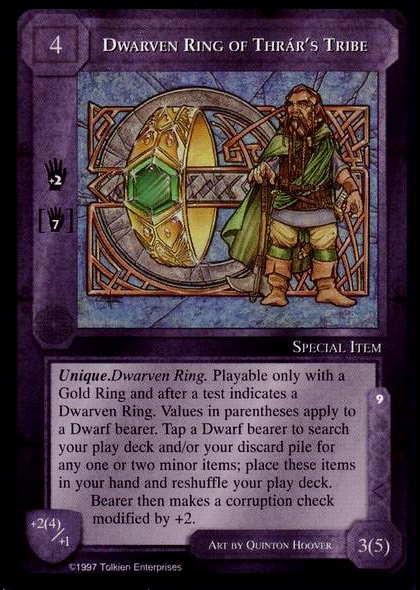 4
Dwarven Ring of Thrár's Tribe
+2
[7]
Special Item
Unique. Dwarven Ring. Playable only with a
Gold Ring and after a test indicates a
Dwarven Ring. Values in parentheses apply to
a Dwarf bearer. Tap a Dwarf bearer to search
your play deck and/or your discard pile for
any one or two minor items; place these items
in your hand and reshuffle your play deck.
Bearer then makes a corruption check
modified by +2.
9
+2(4)/+1
Art by Quinton Hoover
3(5)
©1997 Tolkien Enterprises